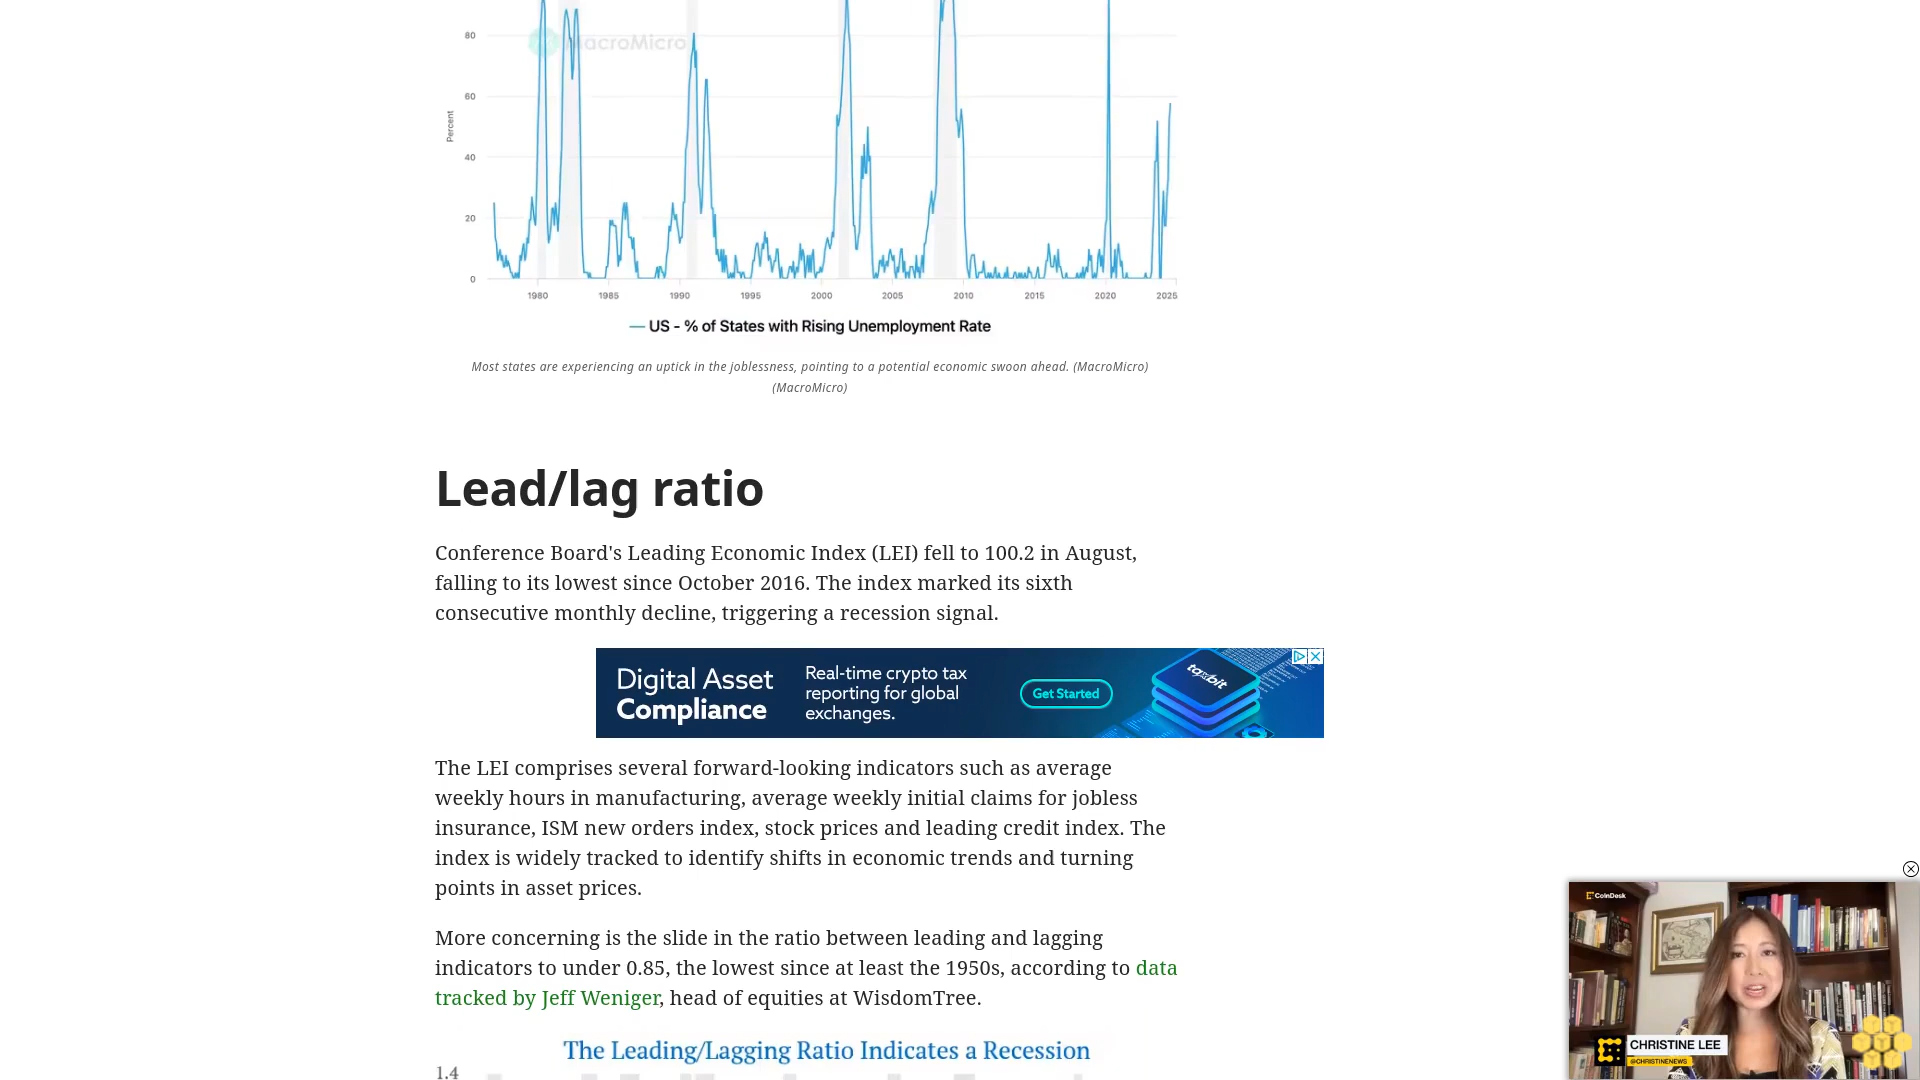 80
MacroMicro
60
Percent
40
20
0
1980 1985 1990 1995 2000 2005 2010 2015 2020 2025
US - % of States with Rising Unemployment Rate
Most states are experiencing an uptick in the joblessness, pointing to a potential economic swoon ahead. (MacroMicro)
(MacroMicro)
Lead/lag ratio
Conference Board's Leading Economic Index (LEI) fell to 100.2 in August,
falling to its lowest since October 2016. The index marked its sixth
consecutive monthly decline, triggering a recession signal.
Digital Asset
Compliance
Real-time crypto tax
reporting for global
exchanges.
Get Started
taxbit
The LEI comprises several forward-looking indicators such as average
weekly hours in manufacturing, average weekly initial claims for jobless
insurance, ISM new orders index, stock prices and leading credit index. The
index is widely tracked to identify shifts in economic trends and turning
points in asset prices.
More concerning is the slide in the ratio between leading and lagging
indicators to under 0.85, the lowest since at least the 1950s, according to data
tracked by Jeff Weniger, head of equities at WisdomTree.
The Leading/Lagging Ratio Indicates a Recession
1.4
CoinDesk
CHRISTINE LEE
@CHRISTINENEWS